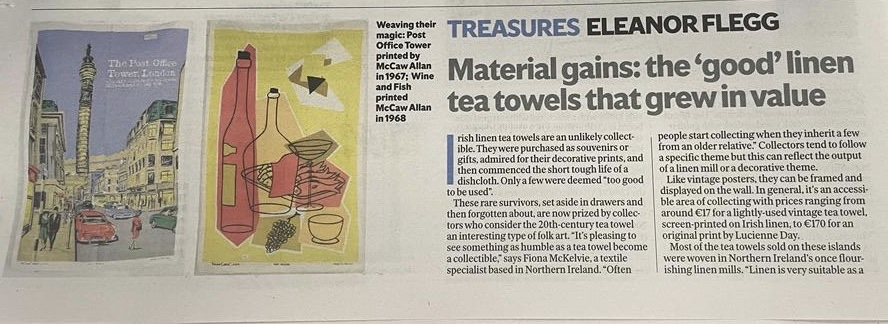 The Post Office
Tower, London
Weaving their
magic: Post
Office Tower
printed by
McCaw Allan
in 1967; Wine
and Fish
printed
McCaw Allan
in 1968
TREASURES ELEANOR FLEGG
Material gains: the ‘good’ linen
tea towels that grew in value
Irish linen tea towels are an unlikely collect-
ible. They were purchased as souvenirs or
gifts, admired for their decorative prints, and
then commenced the short tough life of a
dishcloth. Only a few were deemed “too good
to be used”.
These rare survivors, set aside in drawers and
then forgotten about, are now prized by collec-
tors who consider the 20th-century tea towel
an interesting type of folk art. “It’s pleasing to
see something as humble as a tea towel become
a collectible,” says Fiona McKelvie, a textile
specialist based in Northern Ireland. “Often
people start collecting when they inherit a few
from an older relative.” Collectors tend to follow
a specific theme but this can reflect the output
of a linen mill or a decorative theme.
Like vintage posters, they can be framed and
displayed on the wall. In general, it’s an accessi-
ble area of collecting with prices ranging from
around €17 for a lightly-used vintage tea towel,
screen-printed on Irish linen, to €170 for an
original print by Lucienne Day.
Most of the tea towels sold on these islands
were woven in Northern Ireland’s once flour-
ishing linen mills. “Linen is very suitable as a